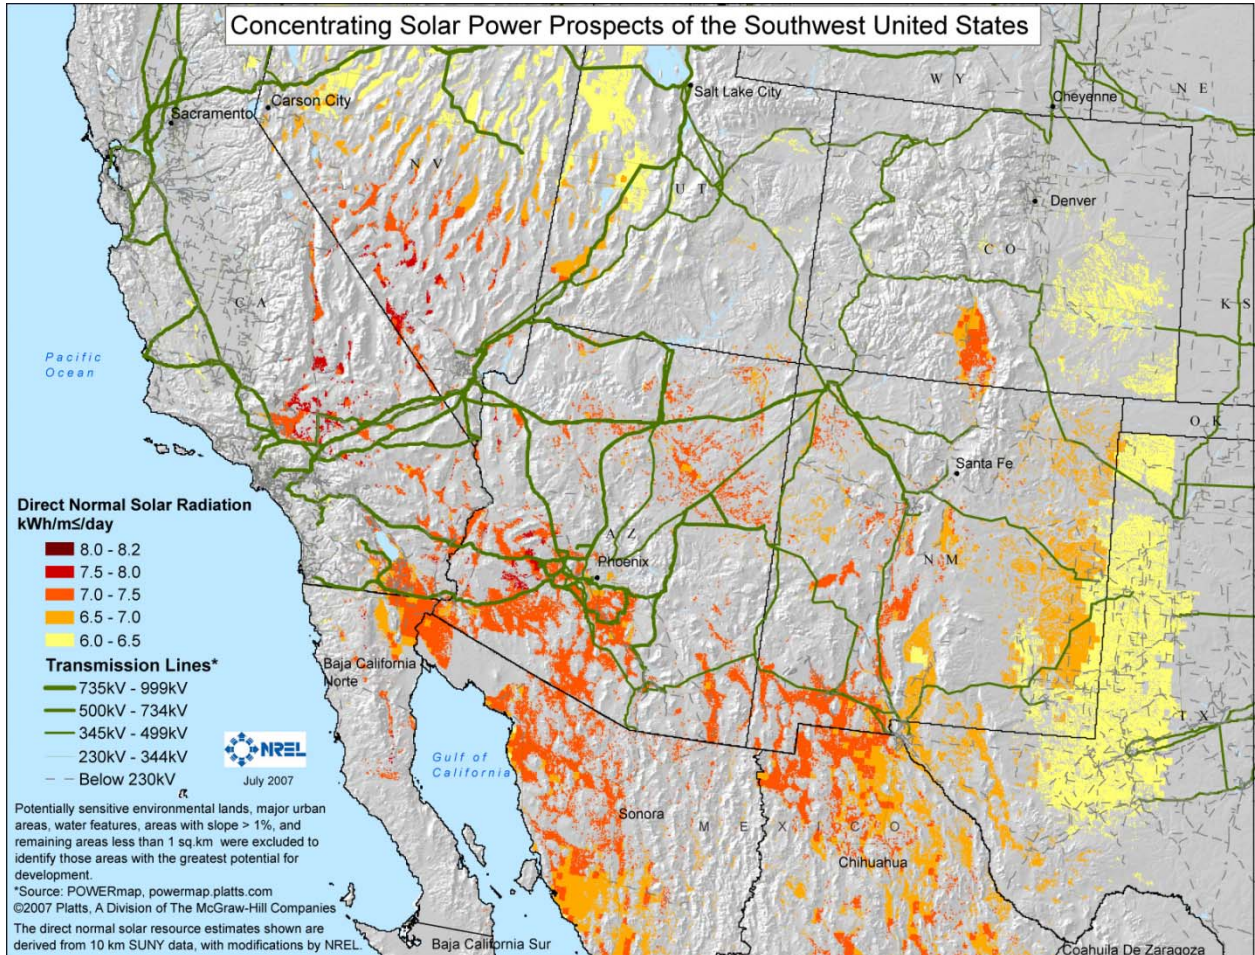 Concentrating Solar Power Prospects of the Southwest United States
W Y
N E
Salt Lake City
Cheyenne
Carson City
Sacramento
N V
U T
Denver
C O
C A
K S
Pacific
Ocean
O K
Santa Fe
A Z
Phoenix
N M
Direct Normal Solar Radiation
kWh/m≤/day
8.0 - 8.2
7.5 - 8.0
7.0 - 7.5
6.5 - 7.0
6.0 - 6.5
Transmission Lines*
735kV - 999kV
500kV - 734kV
345kV - 499kV
230kV - 344kV
Below 230kV
Baja California
Norte
T X
NREL
July 2007
Gulf of
California
Sonora
M E X I C O
Chihuahua
Potentially sensitive environmental lands, major urban
areas, water features, areas with slope > 1%, and
remaining areas less than 1 sq.km were excluded to
identify those areas with the greatest potential for
development.
*Source: POWERmap, powermap.platts.com
©2007 Platts, A Division of The McGraw-Hill Companies
The direct normal solar resource estimates shown are
derived from 10 km SUNY data, with modifications by NREL.
Baja California Sur
Coahuila De Zaragoza